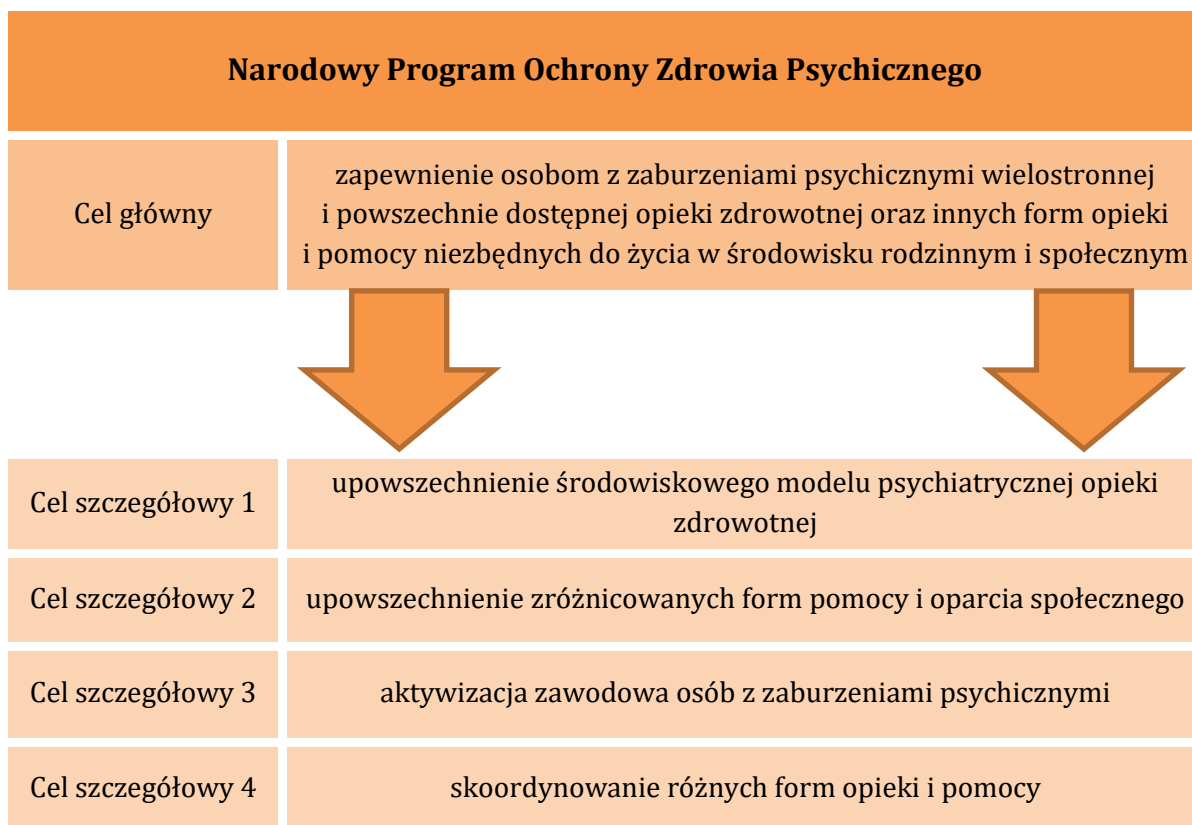 Narodowy Program Ochrony Zdrowia Psychicznego
Cel główny
zapewnienie osobom z zaburzeniami psychicznymi wielostronnej
i powszechnie dostępnej opieki zdrowotnej oraz innych form opieki
i pomocy niezbędnych do życia w środowisku rodzinnym i społecznym
Cel szczegółowy 1
upowszechnienie środowiskowego modelu psychiatrycznej opieki
zdrowotnej
Cel szczegółowy 2
upowszechnienie zróżnicowanych form pomocy i oparcia społecznego
Cel szczegółowy 3
aktywizacja zawodowa osób z zaburzeniami psychicznymi
Cel szczegółowy 4
skoordynowanie różnych form opieki i pomocy